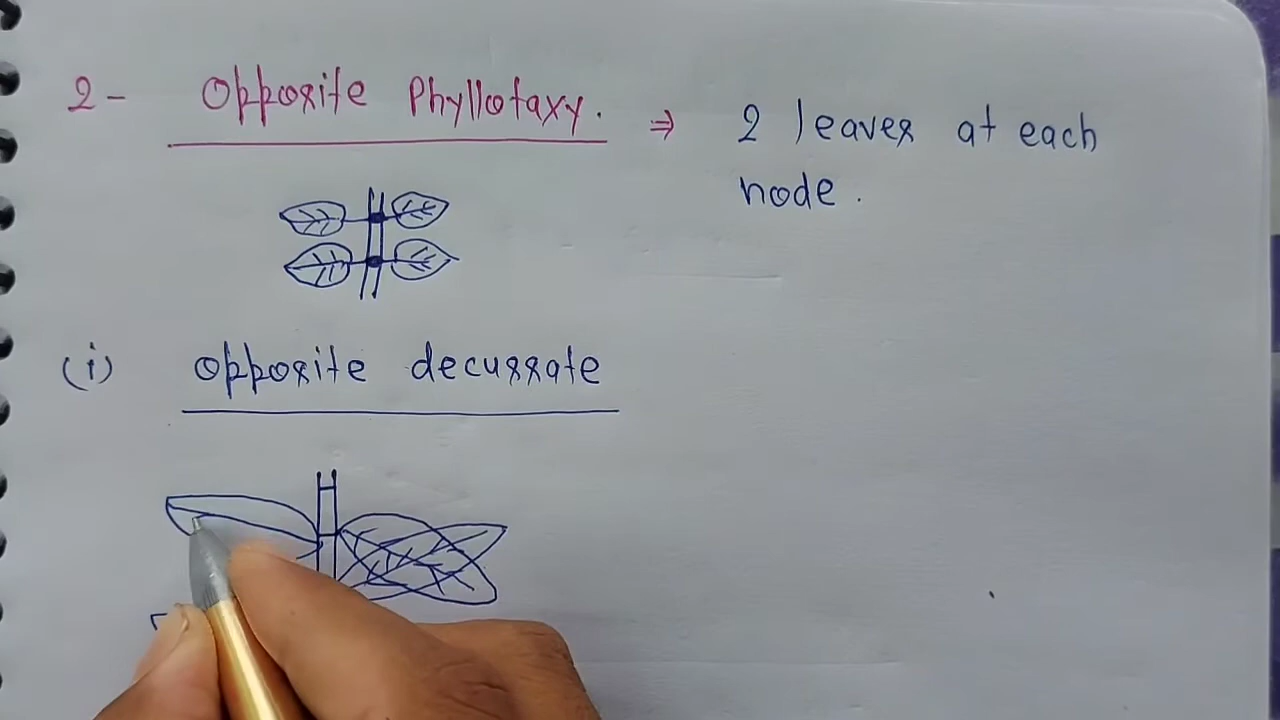 2- Opposite Phyllotaxy. ⇒ 2 leaves at each
node.
(i) Opposite decussate